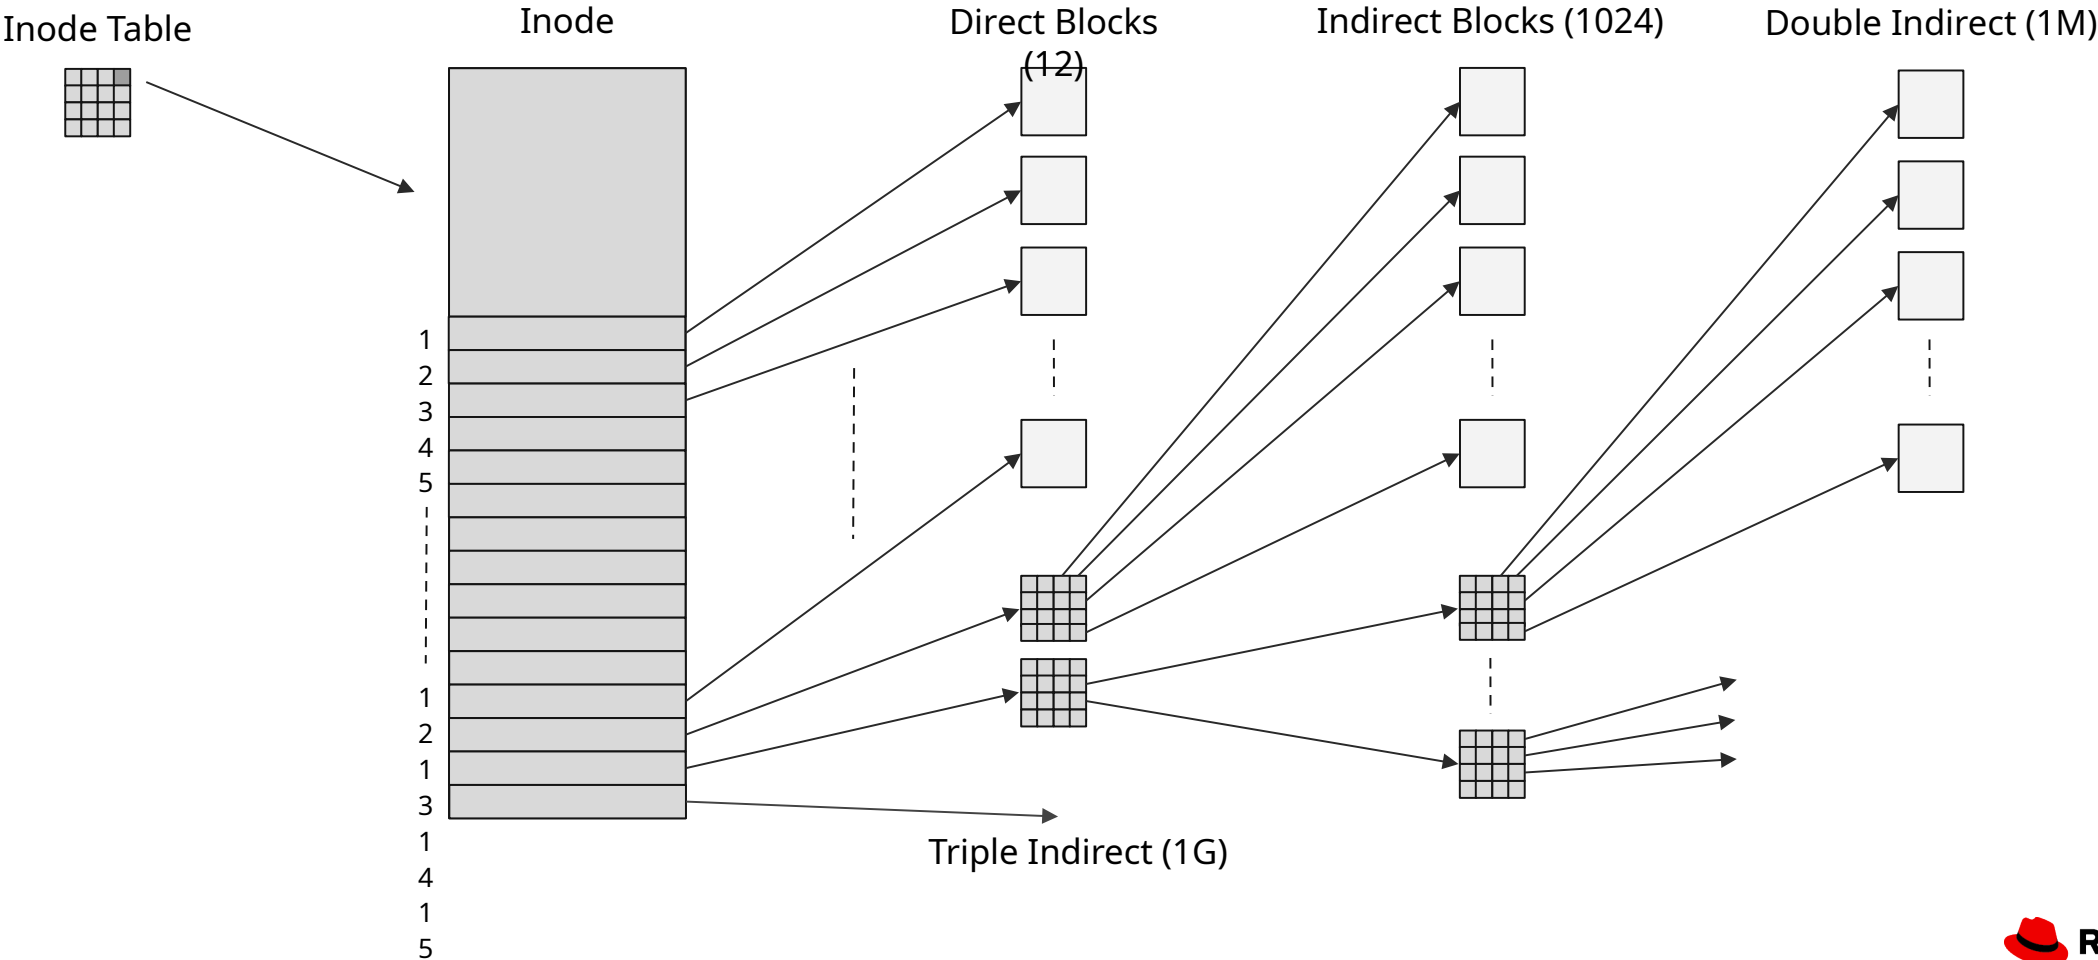 Inode Table
Inode
Direct Blocks
(12)
Indirect Blocks (1024)
Double Indirect (1M)
1
2
3
4
5
1
2
1
3
1
4
1
5
Triple Indirect (1G)
R